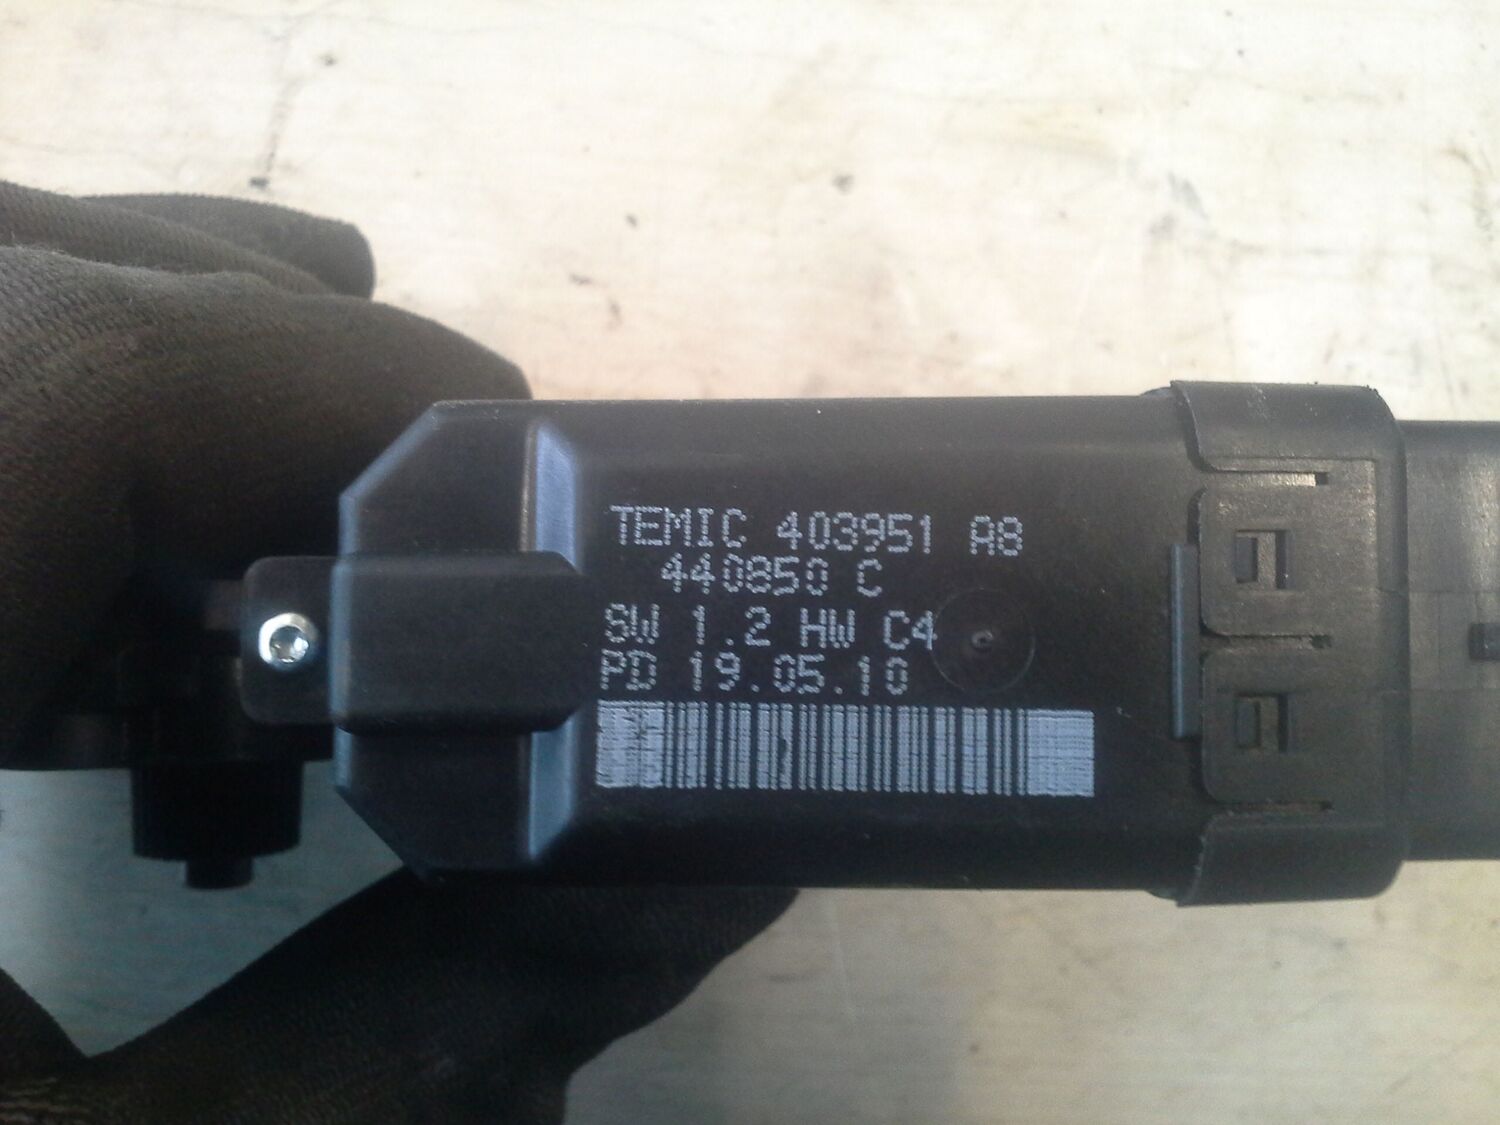 TEMIC 403951 A8
440850 C
SW 1.2 HW C4
PD 19.05.10